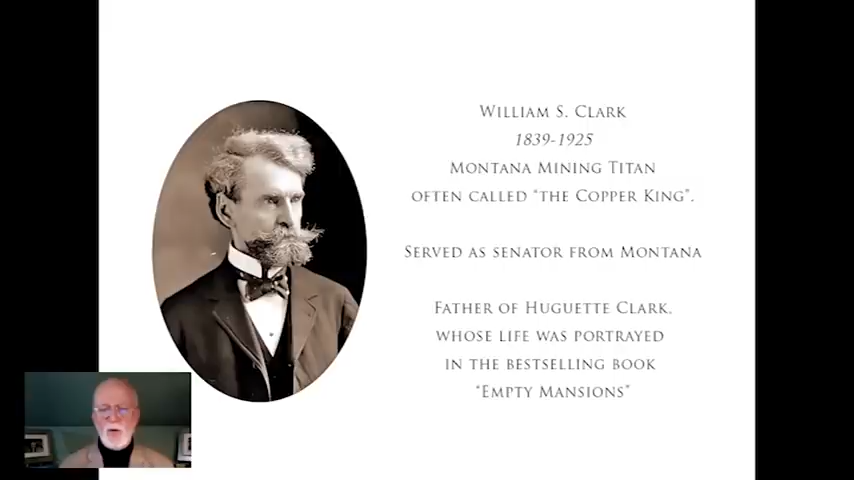 William S. Clark
1839-1925
Montana Mining Titan
often called “the Copper King”.
Served as senator from Montana
Father of Huguette Clark,
whose life was portrayed
in the bestselling book
“Empty Mansions”